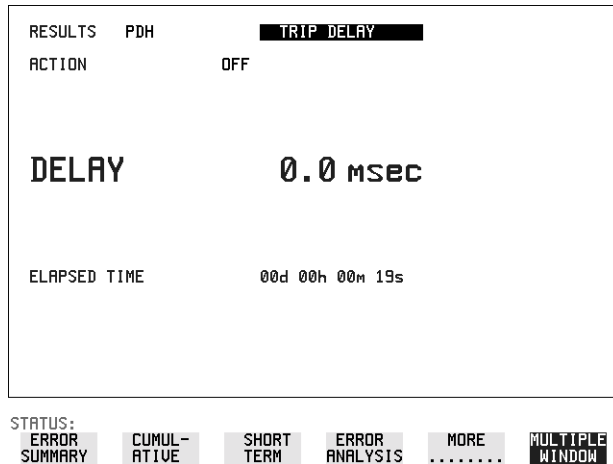 RESULTS PDH TRIP DELAY
ACTION OFF
DELAY 0.0 msec
ELAPSED TIME 00d 00h 00m 19s
STATUS:
ERROR SUMMARY CUMUL-ATIVE SHORT TERM ERROR ANALYSIS MORE ........ MULTIPLE WINDOW